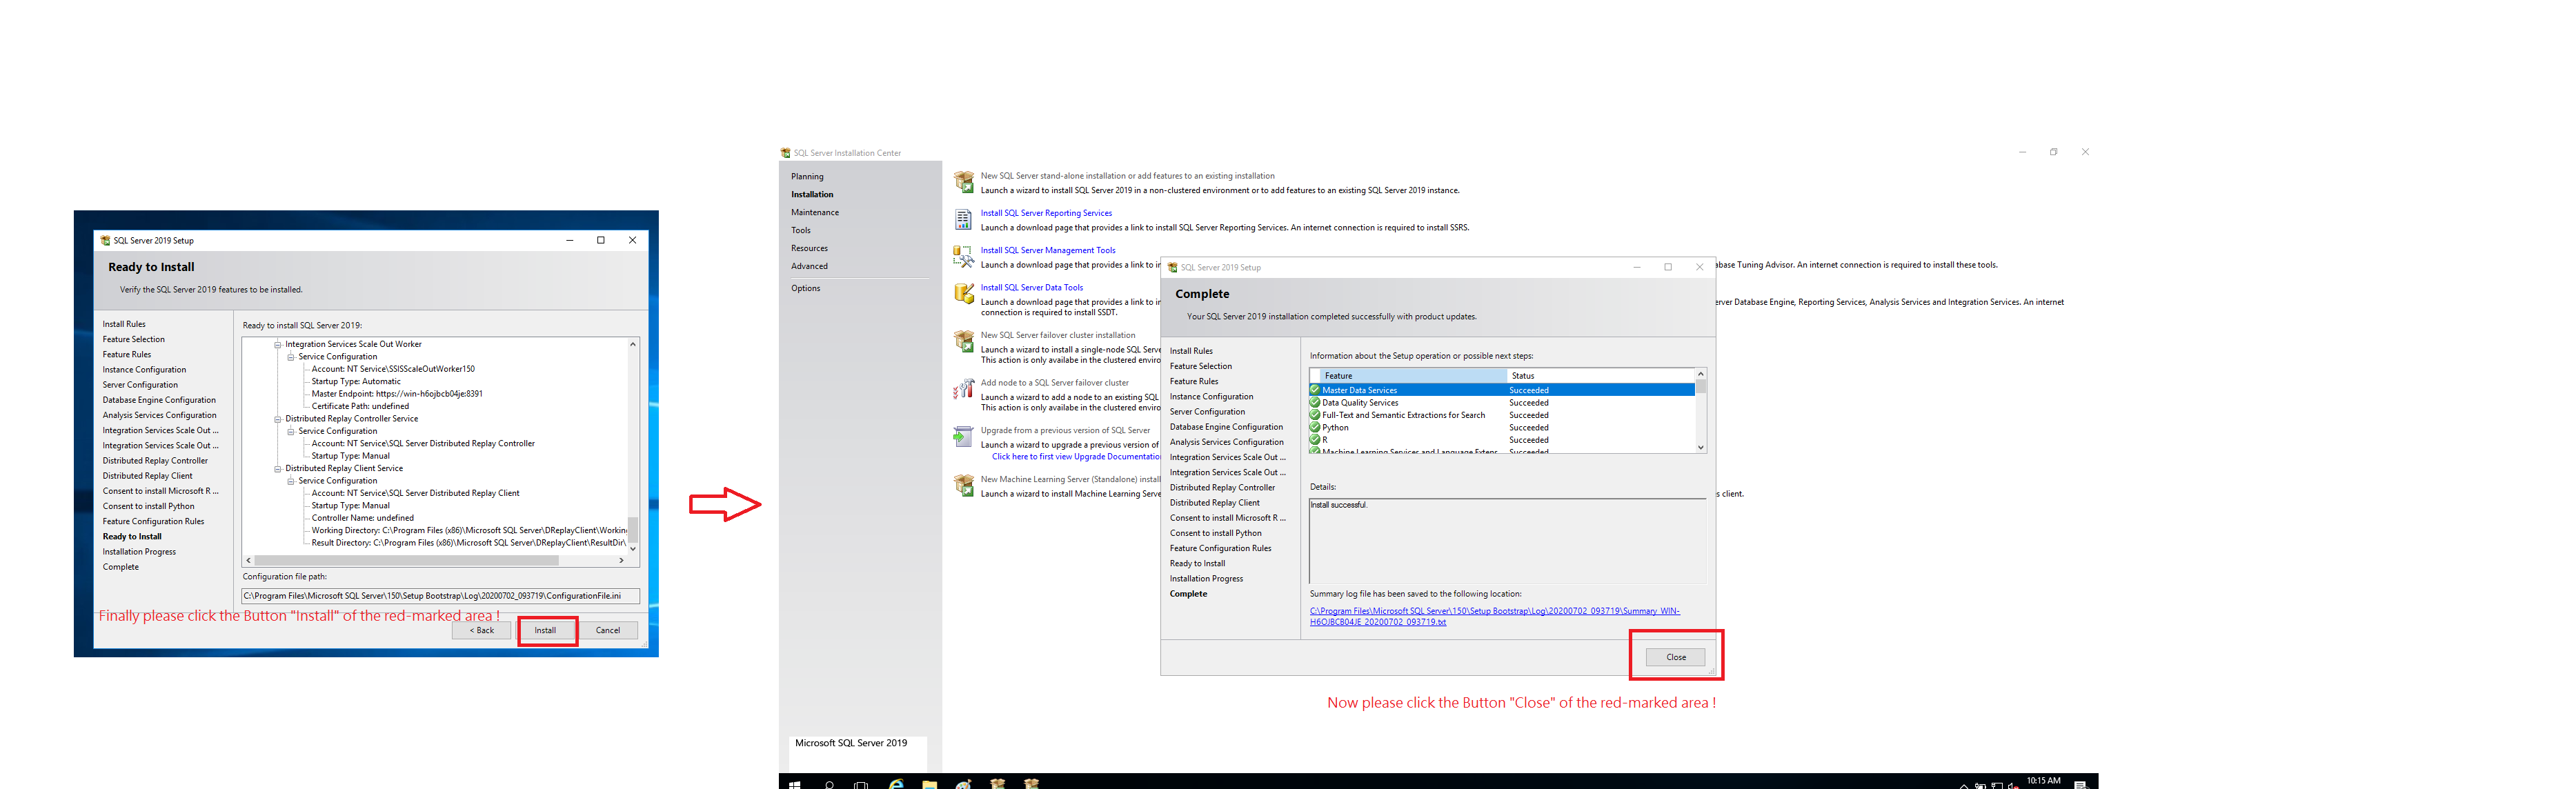 SQL Server 2019 Setup
Ready to Install
Verify the SQL Server 2019 features to be installed.
Install Rules
Feature Selection
Feature Rules
Instance Configuration
Server Configuration
Database Engine Configuration
Analysis Services Configuration
Integration Services Scale Out ...
Integration Services Scale Out ...
Distributed Replay Controller
Distributed Replay Client
Consent to install Microsoft R ...
Consent to install Python
Feature Configuration Rules
Ready to Install
Installation Progress
Complete
Ready to install SQL Server 2019:
Integration Services Scale Out Worker
Service Configuration
Account: NT Service\SSISScaleOutWorker150
Startup Type: Automatic
Master Endpoint: https://win-h6ojbcb04je:8391
Certificate Path: undefined
Distributed Replay Controller Service
Service Configuration
Account: NT Service\SQL Server Distributed Replay Controller
Startup Type: Manual
Distributed Replay Client Service
Service Configuration
Account: NT Service\SQL Server Distributed Replay Client
Startup Type: Manual
Controller Name: undefined
Working Directory: C:\Program Files (x86)\Microsoft SQL Server\DReplayClient\Workin
Result Directory: C:\Program Files (x86)\Microsoft SQL Server\DReplayClient\ResultDir\
Configuration file path:
C:\Program Files\Microsoft SQL Server\150\Setup Bootstrap\Log\20200702_093719\ConfigurationFile.ini
Finally please click the Button "Install" of the red-marked area !
< Back Install Cancel
SQL Server Installation Center
Planning
Installation
Maintenance
Tools
Resources
Advanced
Options
Microsoft SQL Server 2019
New SQL Server stand-alone installation or add features to an existing installation
Launch a wizard to install SQL Server 2019 in a non-clustered environment or to add features to an existing SQL Server 2019 instance.
Install SQL Server Reporting Services
Launch a download page that provides a link to install SQL Server Reporting Services. An internet connection is required to install SSRS.
Install SQL Server Management Tools
Launch a download page that provides a link to in
abase Tuning Advisor. An internet connection is required to install these tools.
Install SQL Server Data Tools
Launch a download page that provides a link to in
erver Database Engine, Reporting Services, Analysis Services and Integration Services. An internet
connection is required to install SSDT.
New SQL Server failover cluster installation
Launch a wizard to install a single-node SQL Serve
This action is only availabe in the clustered enviro
Add node to a SQL Server failover cluster
Launch a wizard to add a node to an existing SQL
This action is only availabe in the clustered enviro
Upgrade from a previous version of SQL Server
Launch a wizard to upgrade a previous version of
Click here to first view Upgrade Documentatio
New Machine Learning Server (Standalone) install
Launch a wizard to install Machine Learning Serve
s client.
SQL Server 2019 Setup
Complete
Your SQL Server 2019 installation completed successfully with product updates.
Install Rules
Feature Selection
Feature Rules
Instance Configuration
Server Configuration
Database Engine Configuration
Analysis Services Configuration
Integration Services Scale Out ...
Integration Services Scale Out ...
Distributed Replay Controller
Distributed Replay Client
Consent to install Microsoft R ...
Consent to install Python
Feature Configuration Rules
Ready to Install
Installation Progress
Complete
Information about the Setup operation or possible next steps:
Feature Status
Master Data Services Succeeded
Data Quality Services Succeeded
Full-Text and Semantic Extractions for Search Succeeded
Python Succeeded
R Succeeded
Machine Learning Services and Language Extens Succeeded
Details:
Install successful.
Summary log file has been saved to the following location:
C:\Program Files\Microsoft SQL Server\150\Setup Bootstrap\Log\20200702_093719\Summary_WIN-
H6OJBCB04JE_20200702_093719.txt
Close
Now please click the Button "Close" of the red-marked area !
10:15 AM